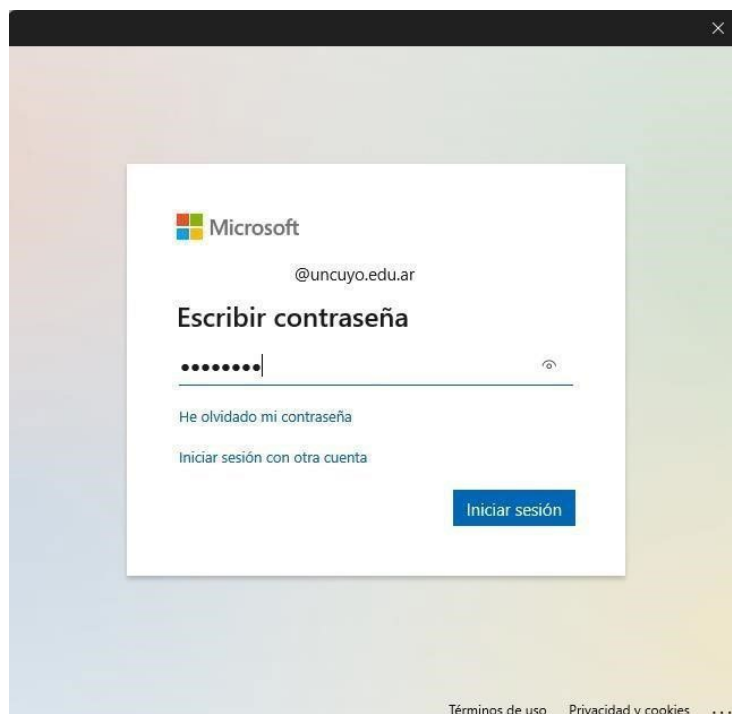 Microsoft
@uncuyo.edu.ar
Escribir contraseña
••••••••
He olvidado mi contraseña
Iniciar sesión con otra cuenta
Iniciar sesión
Términos de uso Privacidad y cookies ...